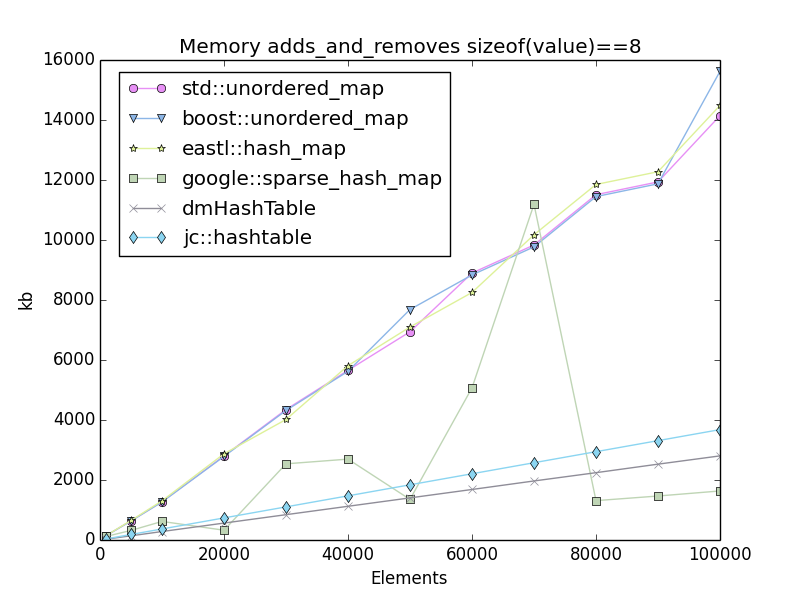 Memory adds_and_removes sizeof(value)==8
16000
14000
12000
10000
8000
6000
4000
2000
0
kb
std::unordered_map
boost::unordered_map
eastl::hash_map
google::sparse_hash_map
dmHashTable
jc::hashtable
0 20000 40000 60000 80000 100000
Elements